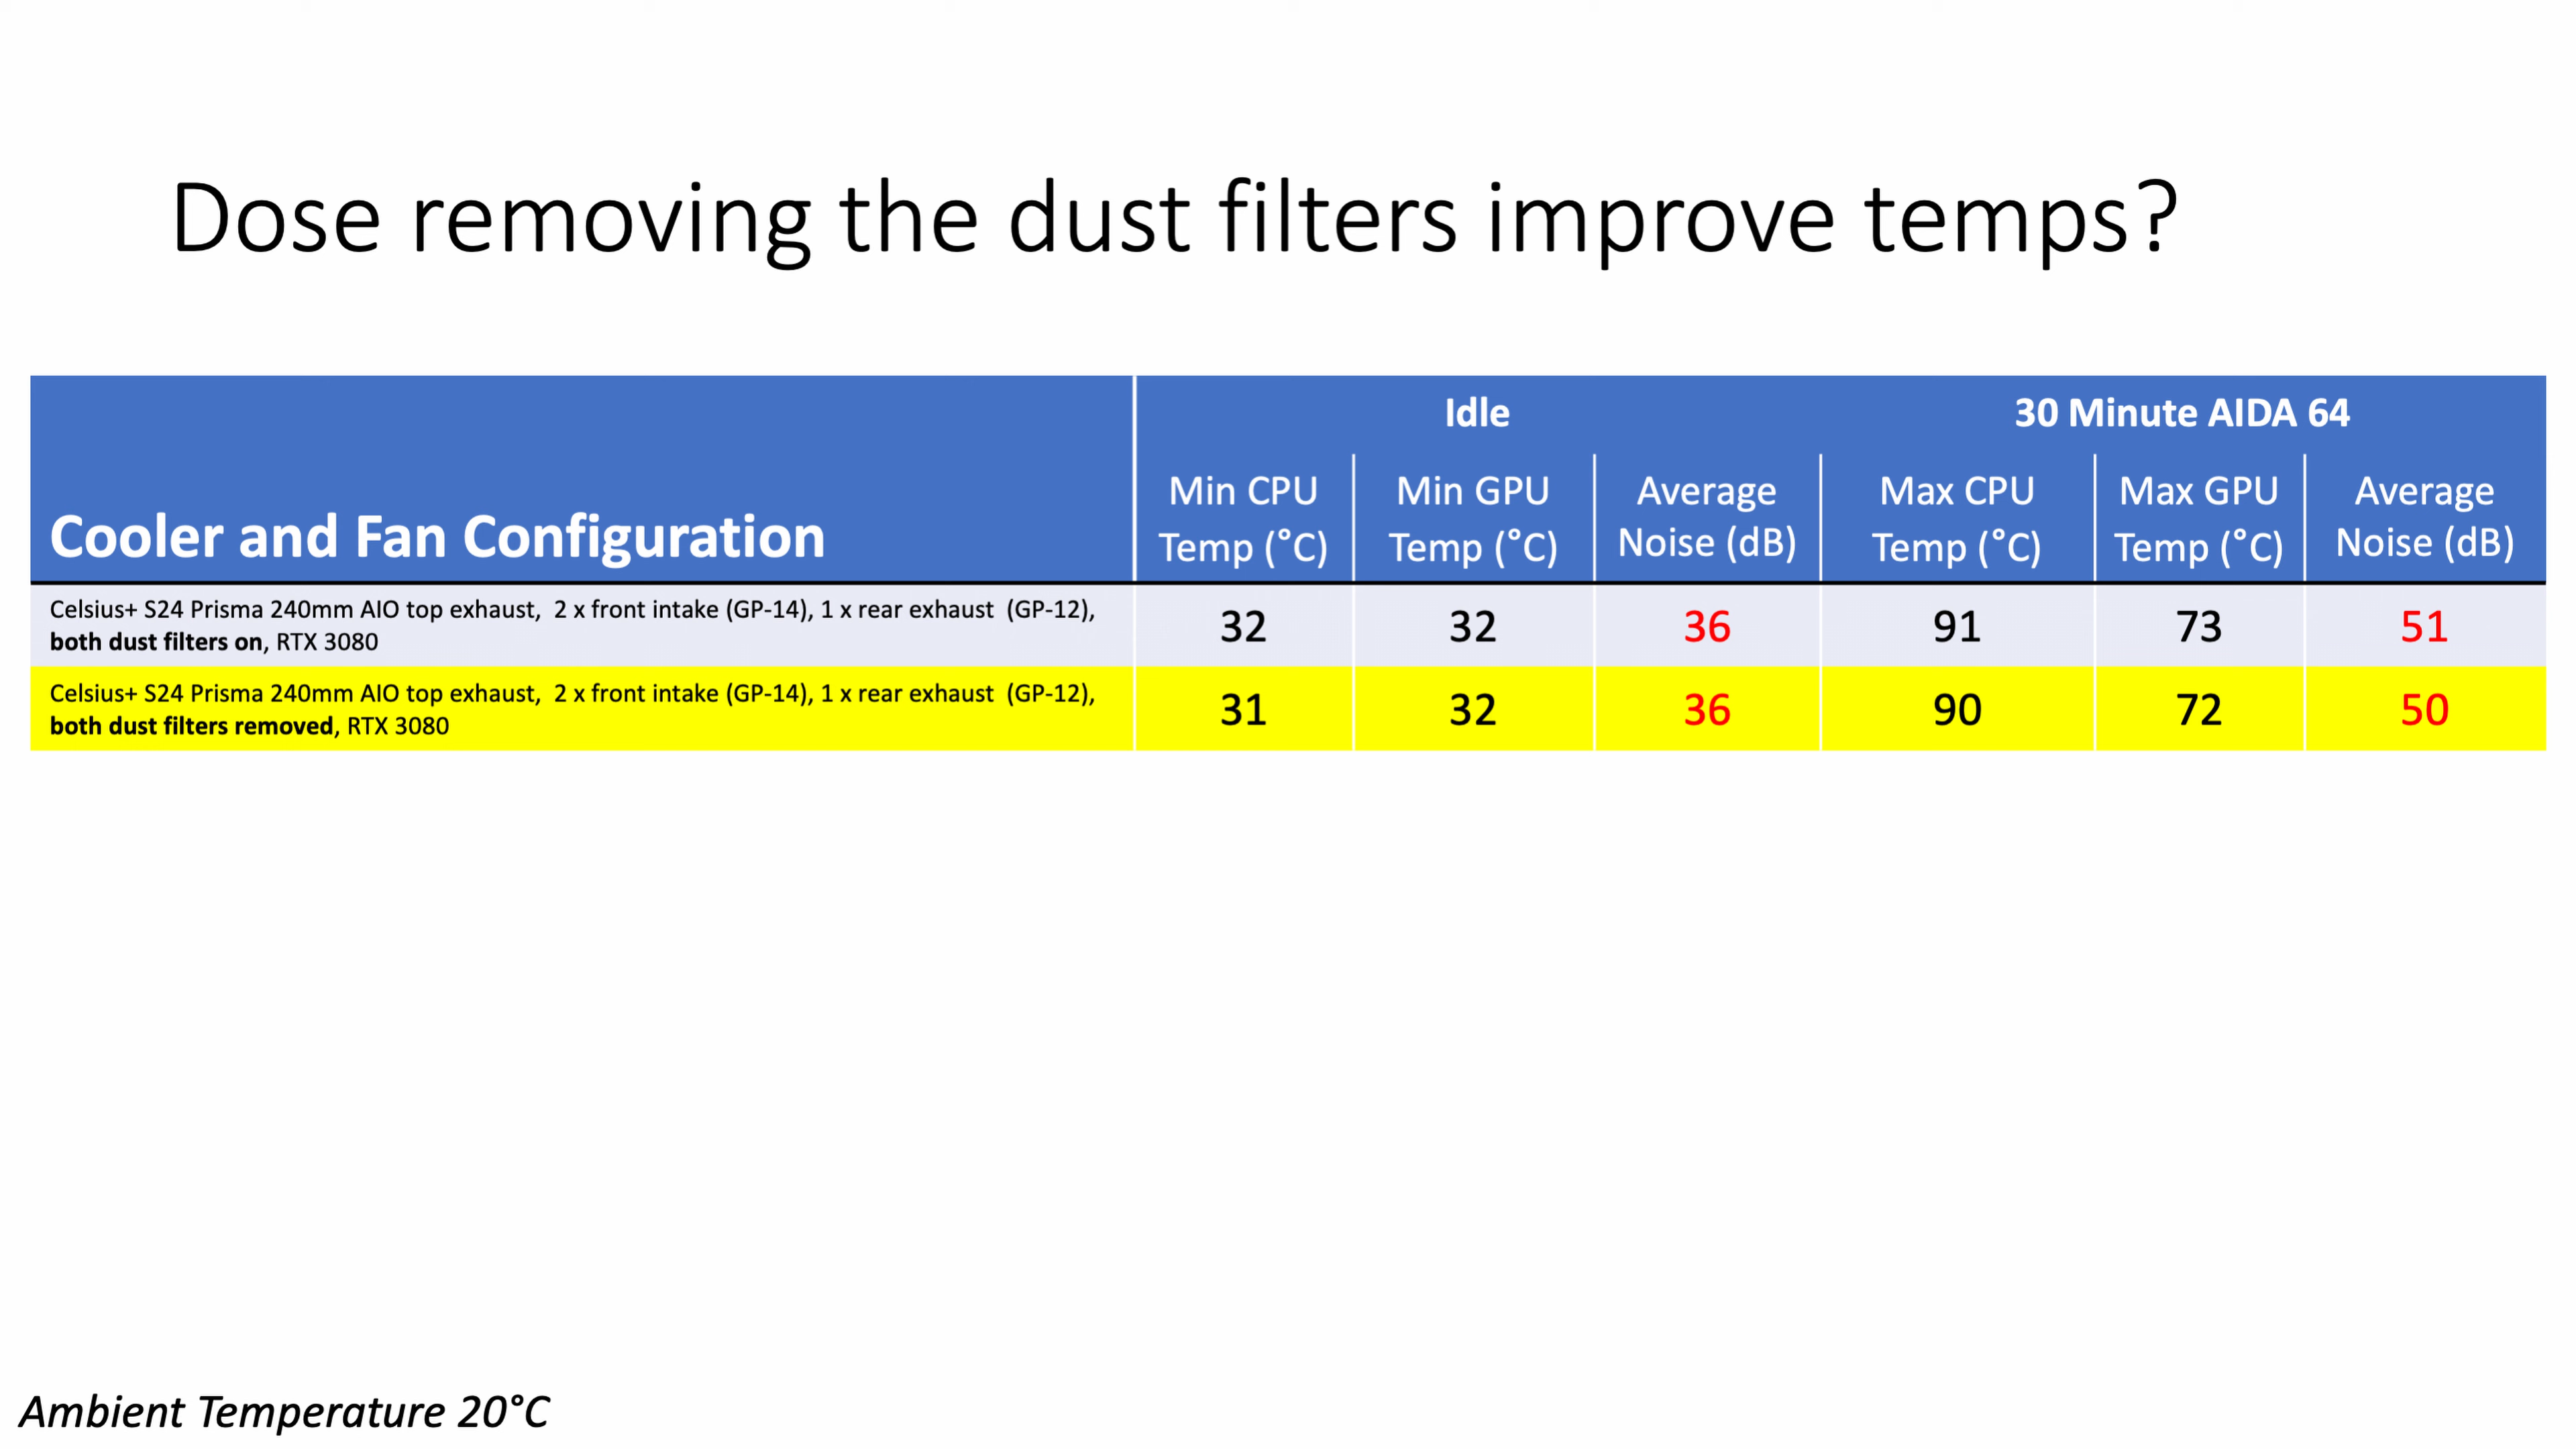 Dose removing the dust filters improve temps?
Idle
30 Minute AIDA 64
Cooler and Fan Configuration
Min CPU Temp (°C)
Min GPU Temp (°C)
Average Noise (dB)
Max CPU Temp (°C)
Max GPU Temp (°C)
Average Noise (dB)
Celsius+ S24 Prisma 240mm AIO top exhaust, 2 x front intake (GP-14), 1 x rear exhaust (GP-12),
both dust filters on, RTX 3080
32 32 36 91 73 51
Celsius+ S24 Prisma 240mm AIO top exhaust, 2 x front intake (GP-14), 1 x rear exhaust (GP-12),
both dust filters removed, RTX 3080
31 32 36 90 72 50
Ambient Temperature 20°C